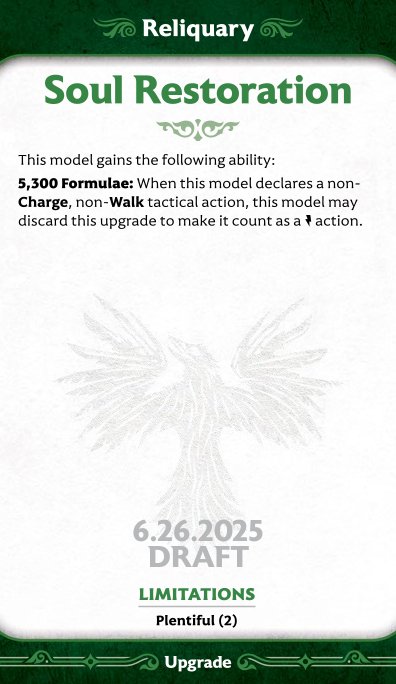 Reliquary
Soul Restoration
This model gains the following ability:
5,300 Formulae: When this model declares a non-
Charge, non-Walk tactical action, this model may
discard this upgrade to make it count as a action.
6.26.2025
DRAFT
LIMITATIONS
Plentiful (2)
Upgrade